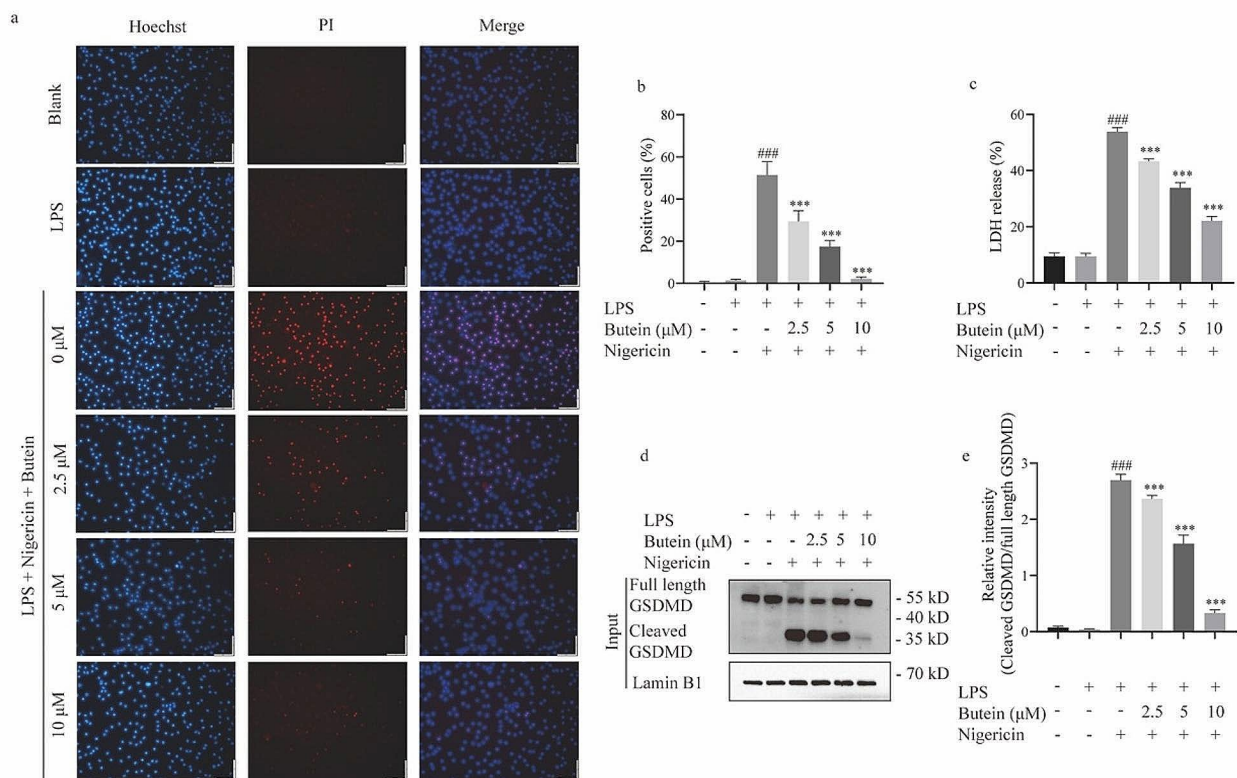 a
Hoechst PI Merge
Blank
LPS
LPS + Nigericin + Butein
0 μM
2.5 μM
5 μM
10 μM
b
Positive cells (%)
80
60
40
20
0
###
***
***
***
LPS - + + + + +
Butein (μM) - - - 2.5 5 10
Nigericin - - + + + +
c
LDH release (%)
60
40
20
0
###
***
***
***
LPS - + + + + +
Butein (μM) - - - 2.5 5 10
Nigericin - - + + + +
d
LPS - + + + + +
Butein (μM) - - - 2.5 5 10
Nigericin - - + + + +
Input
Full length
GSDMD
Cleaved
GSDMD
Lamin B1
- 55 kD
- 40 kD
- 35 kD
- 70 kD
e
Relative intensity
(Cleaved GSDMD/full length GSDMD)
3
2
1
0
###
***
***
***
LPS - + + + + +
Butein (μM) - - - 2.5 5 10
Nigericin - - + + + +